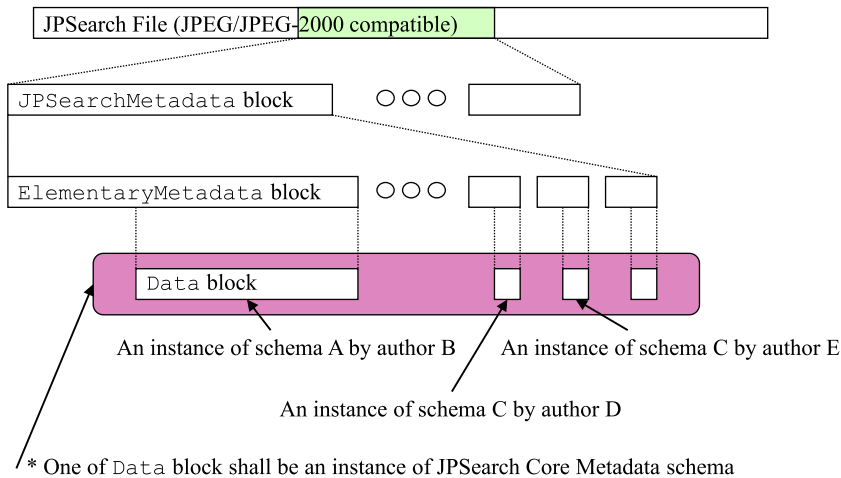 JPSearch File (JPEG/JPEG-2000 compatible)
JPSearchMetadata block
ElementaryMetadata block
Data block
An instance of schema A by author B
An instance of schema C by author E
An instance of schema C by author D
* One of Data block shall be an instance of JPSearch Core Metadata schema